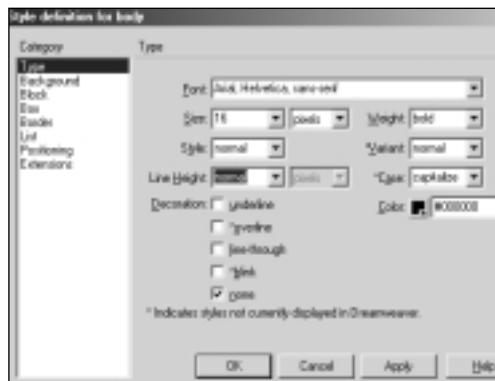 Style definition for body
Category
Type
Type
Background
Block
Box
Border
List
Positioning
Extensions
Font: Arial, Helvetica, sans-serif
Size: 16 pixels Weight: bold
Style: normal *Variant: normal
Line Height: normal pixels *Case: capitalize
Decoration: underline Color: #000000
*overline
line-through
*blink
none
* Indicates styles not currently displayed in Dreamweaver.
OK Cancel Apply Help